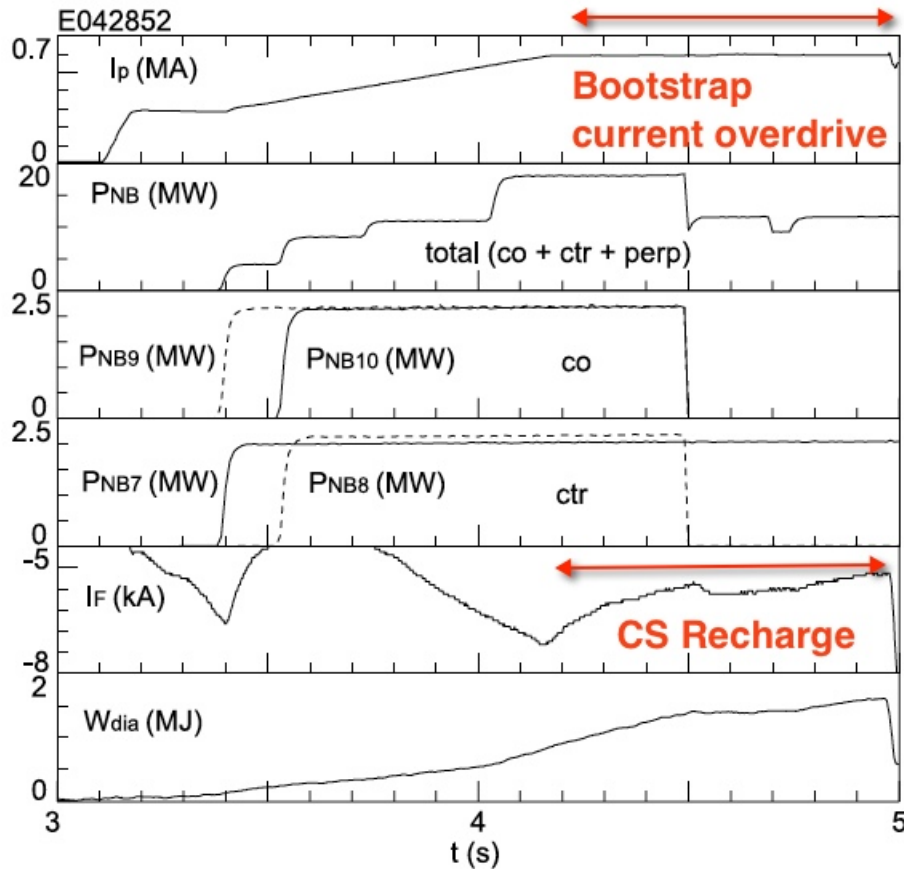 E042852
0.7
Ip (MA)
0
Bootstrap
current overdrive
20
PNB (MW)
0
total (co + ctr + perp)
2.5
PNB9 (MW)
PNB10 (MW)
co
0
2.5
PNB7 (MW)
PNB8 (MW)
ctr
0
-5
IF (kA)
CS Recharge
-8
2
Wdia (MJ)
0
3
4
5
t (s)